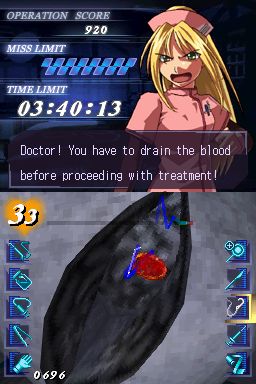 OPERATION SCORE
920
MISS LIMIT
TIME LIMIT
03:40:13
Doctor! You have to drain the blood
before proceeding with treatment!
33
0696